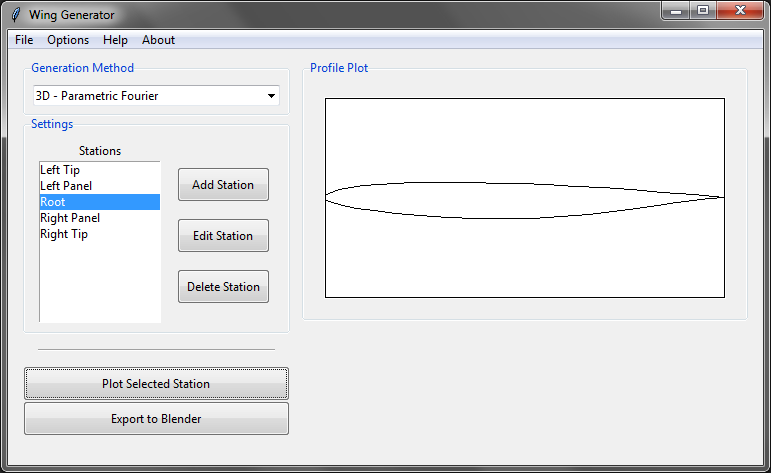 Wing Generator
File Options Help About
Generation Method
3D - Parametric Fourier
Settings
Stations
Left Tip
Left Panel
Root
Right Panel
Right Tip
Add Station
Edit Station
Delete Station
Plot Selected Station
Export to Blender
Profile Plot